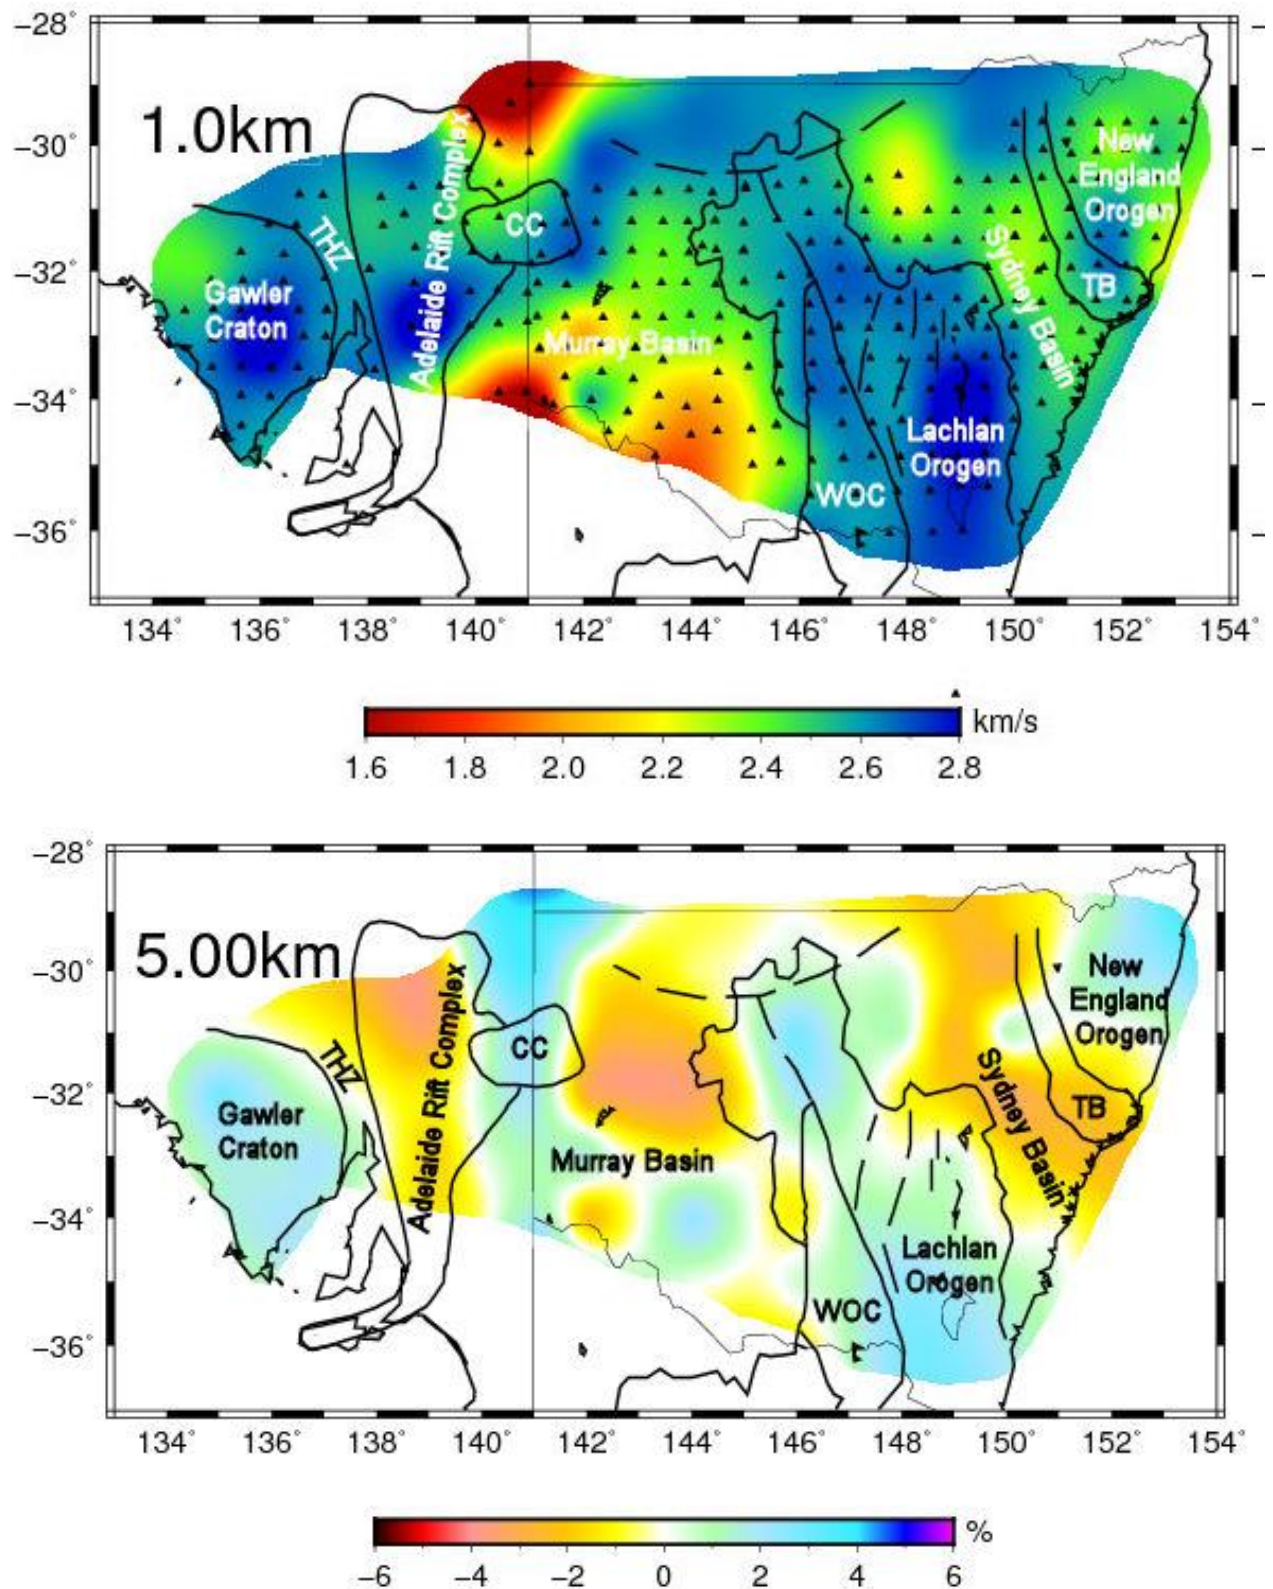 −28°
1.0km
−30°
−32°
−34°
−36°
THZ
Adelaide Rift Complex
CC
New
England
Orogen
Sydney Basin
TB
Gawler
Craton
Murray Basin
Lachlan
Orogen
WOC
134° 136° 138° 140° 142° 144° 146° 148° 150° 152° 154°
km/s
1.6 1.8 2.0 2.2 2.4 2.6 2.8
−28°
5.00km
−30°
−32°
−34°
−36°
THZ
Adelaide Rift Complex
CC
New
England
Orogen
Sydney Basin
TB
Gawler
Craton
Murray Basin
Lachlan
Orogen
WOC
134° 136° 138° 140° 142° 144° 146° 148° 150° 152° 154°
%
−6 −4 −2 0 2 4 6